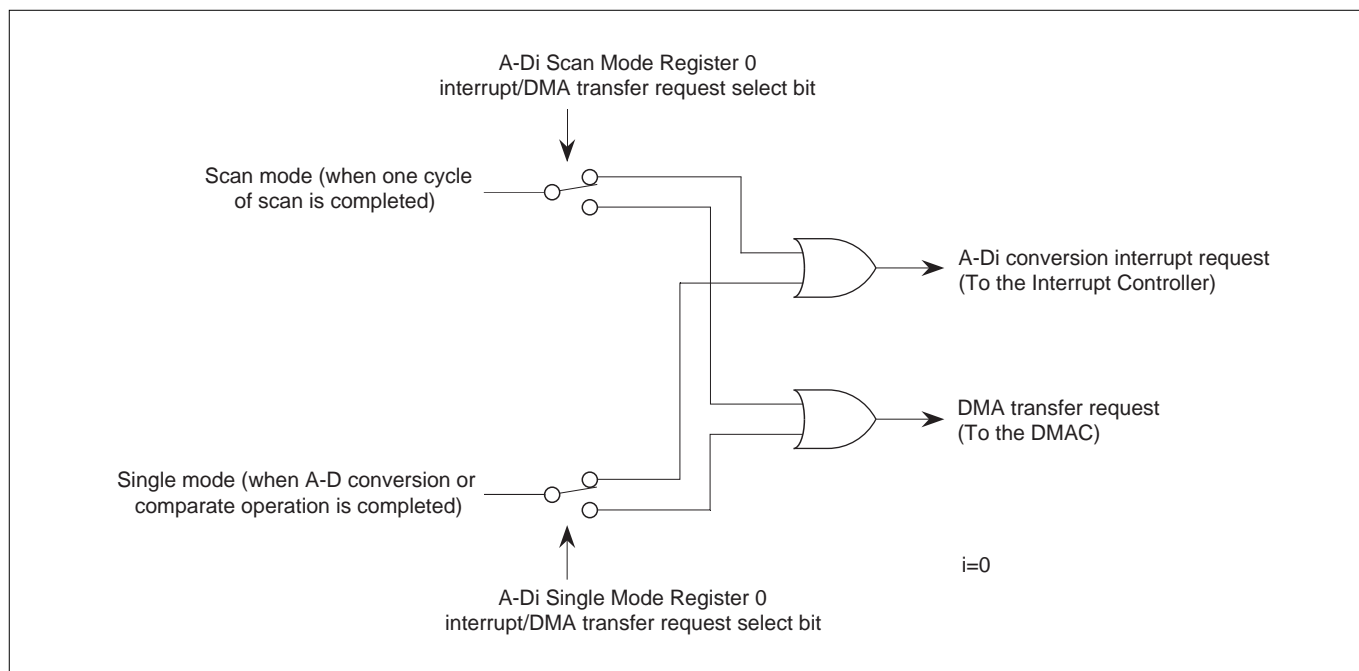 A-Di Scan Mode Register 0
interrupt/DMA transfer request select bit
Scan mode (when one cycle
of scan is completed)
A-Di conversion interrupt request
(To the Interrupt Controller)
DMA transfer request
(To the DMAC)
Single mode (when A-D conversion or
comparate operation is completed)
i=0
A-Di Single Mode Register 0
interrupt/DMA transfer request select bit